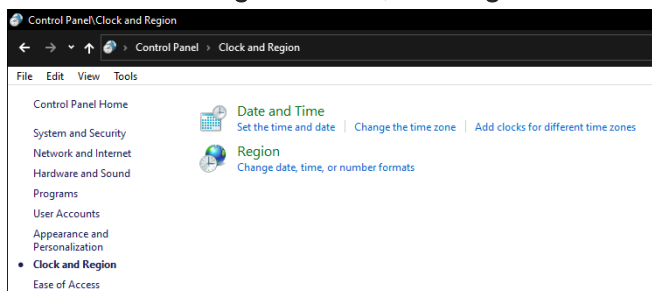 Control Panel\Clock and Region
Control Panel > Clock and Region
File Edit View Tools
Control Panel Home
System and Security
Network and Internet
Hardware and Sound
Programs
User Accounts
Appearance and
Personalization
Clock and Region
Ease of Access
Date and Time
Set the time and date | Change the time zone | Add clocks for different time zones
Region
Change date, time, or number formats